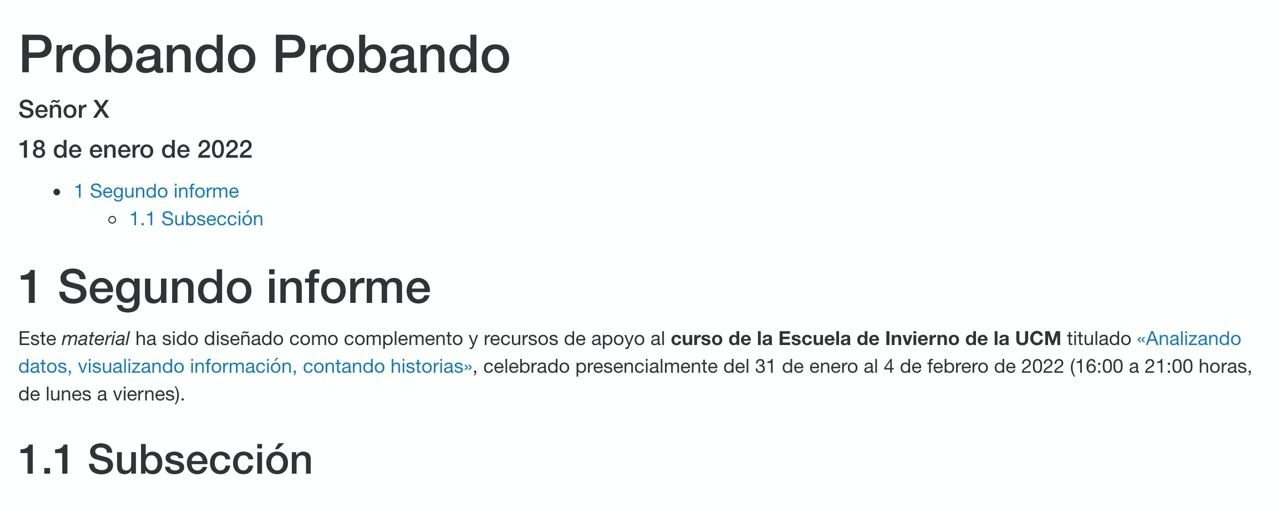 Probando Probando
Señor X
18 de enero de 2022
• 1 Segundo informe
○ 1.1 Subsección
1 Segundo informe
Este material ha sido diseñado como complemento y recursos de apoyo al curso de la Escuela de Invierno de la UCM titulado «Analizando
datos, visualizando información, contando historias», celebrado presencialmente del 31 de enero al 4 de febrero de 2022 (16:00 a 21:00 horas,
de lunes a viernes).
1.1 Subsección